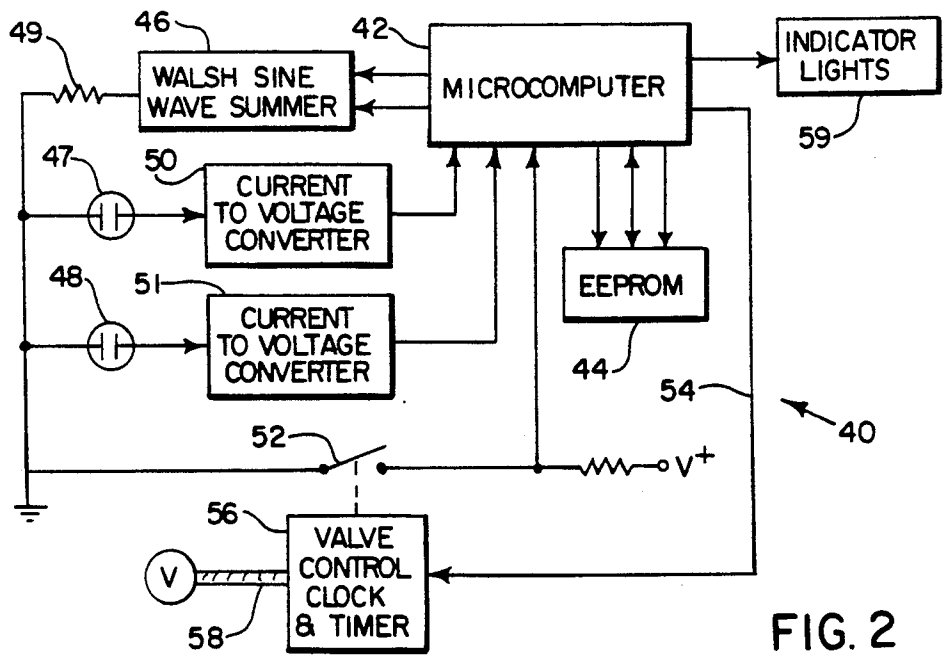 49
46
42
WALSH SINE
WAVE SUMMER
MICROCOMPUTER
INDICATOR
LIGHTS
59
47
50
CURRENT
TO VOLTAGE
CONVERTER
48
51
CURRENT
TO VOLTAGE
CONVERTER
EEPROM
44
54
40
52
V+
56
VALVE
CONTROL
CLOCK
& TIMER
V
58
FIG. 2